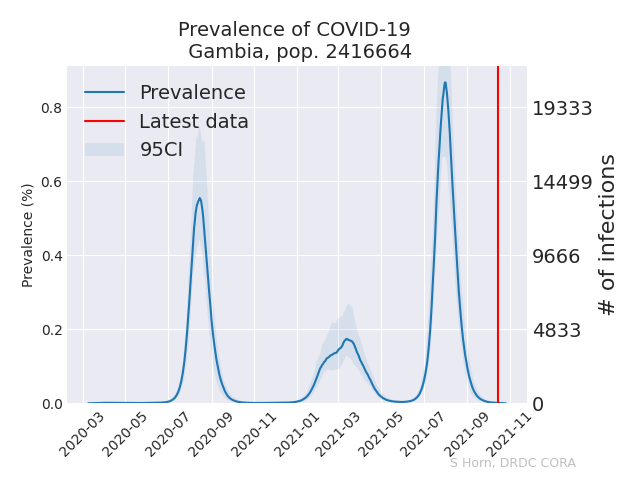 Prevalence of COVID-19
Gambia, pop. 2416664
Prevalence
Latest data
95CI
Prevalence (%)
0.8
0.6
0.4
0.2
0.0
19333
14499
9666
4833
0
# of infections
2020-03
2020-05
2020-07
2020-09
2020-11
2021-01
2021-03
2021-05
2021-07
2021-09
2021-11
S Horn, DRDC CORA